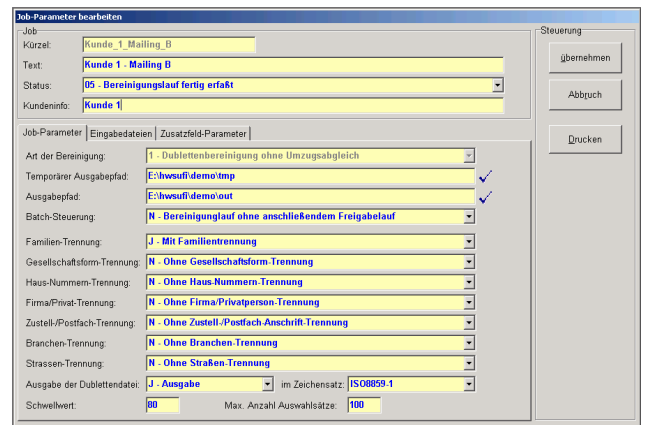 Job-Parameter bearbeiten
Job
Kürzel: Kunde_1_Mailing_B
Text: Kunde 1 - Mailing B
Status: 05 - Bereinigungslauf fertig erfaßt
Kundeninfo: Kunde 1
Steuerung
übernehmen
Abbruch
Drucken
Job-Parameter Eingabedateien Zusatzfeld-Parameter
Art der Bereinigung: 1 - Dublettenbereinigung ohne Umzugsabgleich
Temporärer Ausgabepfad: E:\hwsufi\demo\tmp
Ausgabepfad: E:\hwsufi\demo\out
Batch-Steuerung: N - Bereinigunglauf ohne anschließendem Freigabelauf
Familien-Trennung: J - Mit Familientrennung
Gesellschaftsform-Trennung: N - Ohne Gesellschaftsform-Trennung
Haus-Nummern-Trennung: N - Ohne Haus-Nummern-Trennung
Firma/Privat-Trennung: N - Ohne Firma/Privatperson-Trennung
Zustell-/Postfach-Trennung: N - Ohne Zustell-/Postfach-Anschrift-Trennung
Branchen-Trennung: N - Ohne Branchen-Trennung
Strassen-Trennung: N - Ohne Straßen-Trennung
Ausgabe der Dublettendatei: J - Ausgabe im Zeichensatz: ISO8859-1
Schwellwert: 80 Max. Anzahl Auswahlsätze: 100